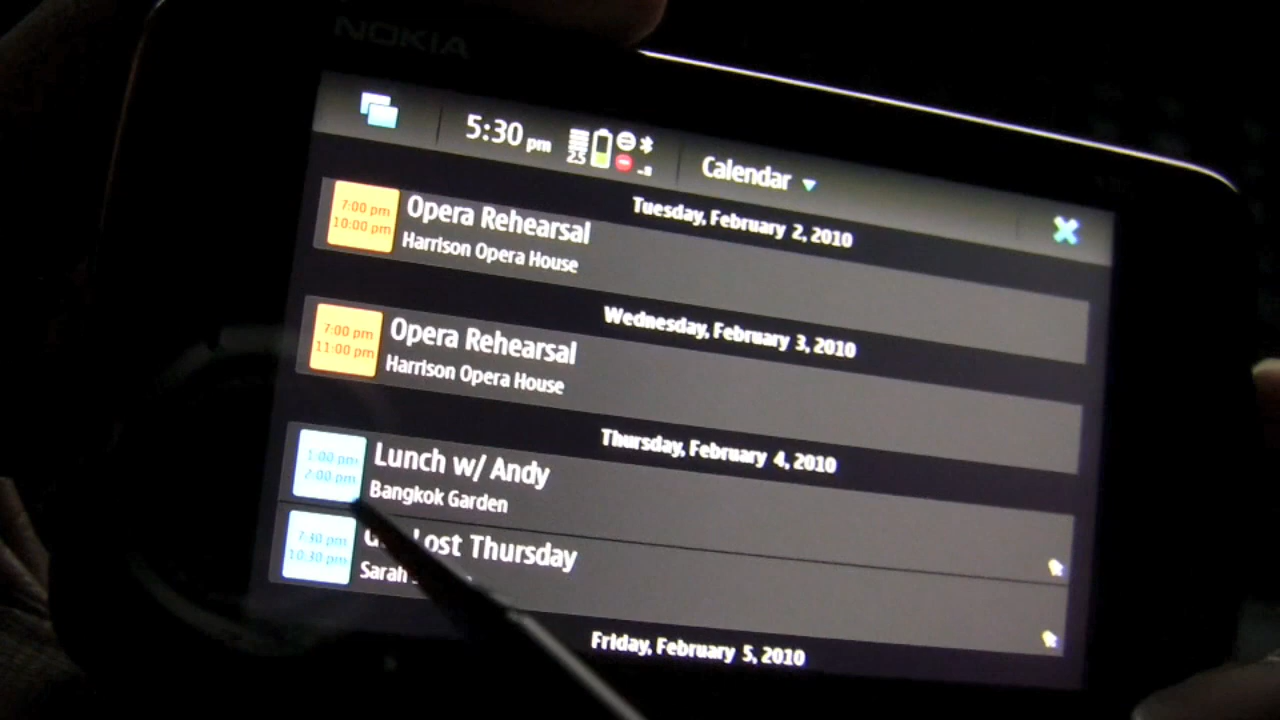 NOKIA
5:30 pm
25
Calendar
Tuesday, February 2, 2010
7:00 pm
10:00 pm
Opera Rehearsal
Harrison Opera House
Wednesday, February 3, 2010
7:00 pm
11:00 pm
Opera Rehearsal
Harrison Opera House
Thursday, February 4, 2010
1:00 pm
2:00 pm
Lunch w/ Andy
Bangkok Garden
7:30 pm
10:30 pm
Lost Thursday
Sarah
Friday, February 5, 2010